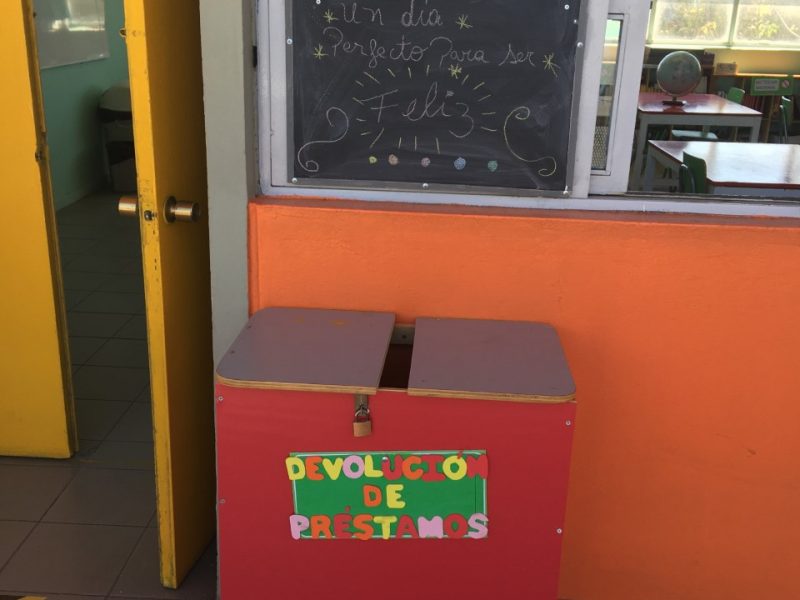 un día
Perfecto Para ser
Feliz
DEVOLUCIÓN
DE
PRÉSTAMOS